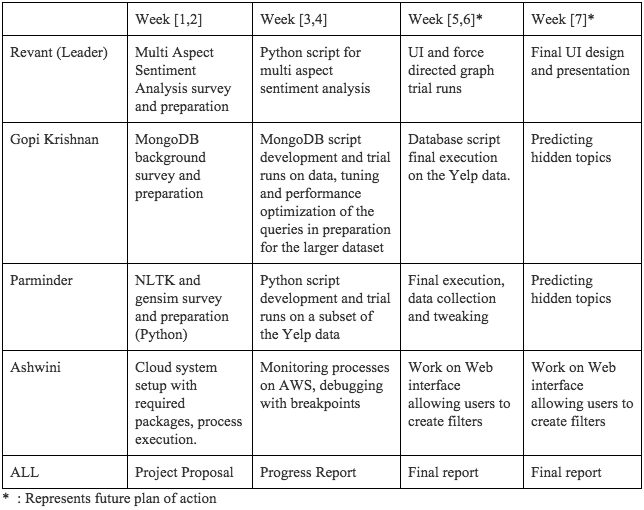 Week [1,2] Week [3,4] Week [5,6]* Week [7]*
Revant (Leader) Multi Aspect Python script for UI and force Final UI design
Sentiment multi aspect directed graph and presentation
Analysis survey sentiment analysis trial runs
and preparation
Gopi Krishnan MongoDB MongoDB script Database script Predicting
background development and trial final execution hidden topics
survey and runs on data, tuning on the Yelp data.
preparation and performance
optimization of the
queries in preparation
for the larger dataset
Parminder NLTK and Python script Final execution, Predicting
gensim survey development and trial data collection hidden topics
and preparation runs on a subset of and tweaking
(Python) the Yelp data
Ashwini Cloud system Monitoring processes Work on Web Work on Web
setup with on AWS, debugging interface interface
required with breakpoints allowing users to allowing users to
packages, process create filters create filters
execution.
ALL Project Proposal Progress Report Final report Final report
* : Represents future plan of action